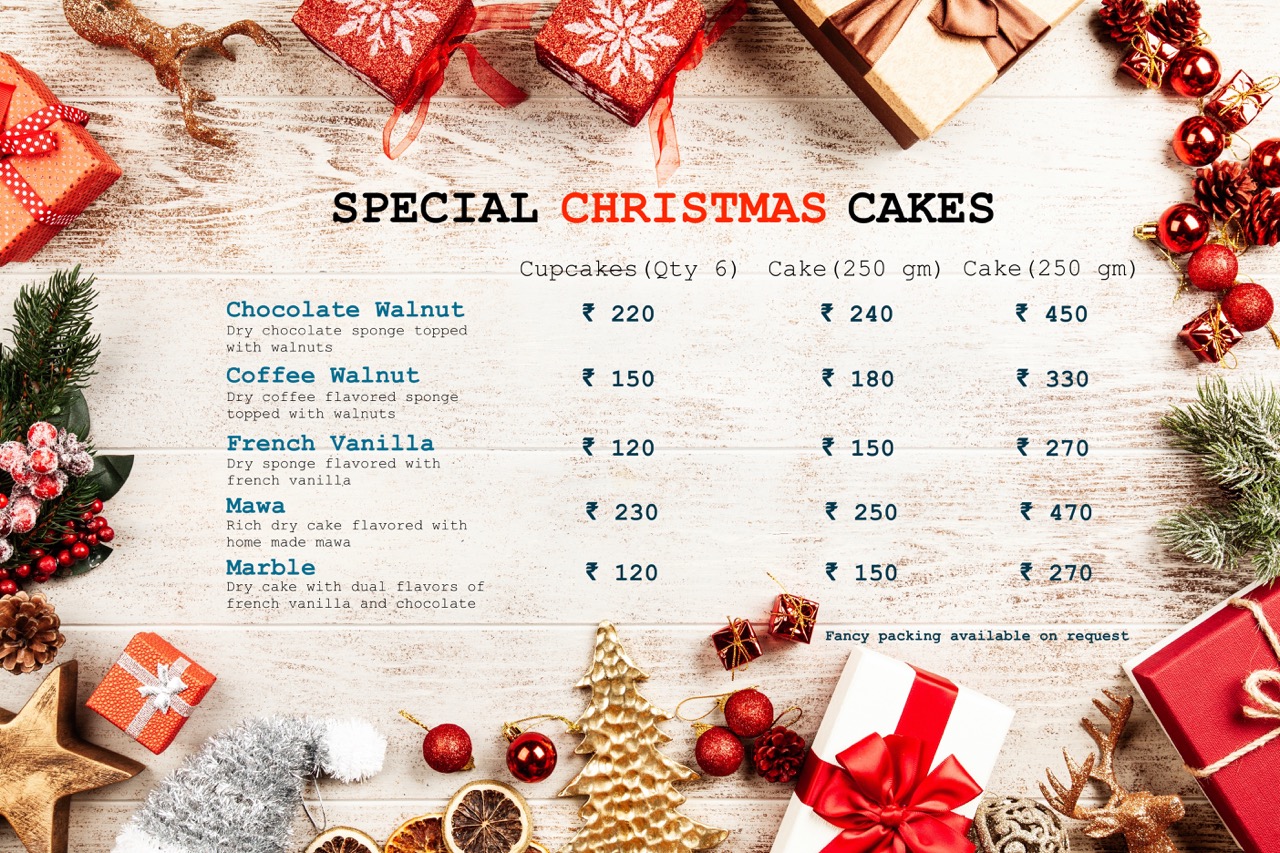 SPECIAL CHRISTMAS CAKES
Cupcakes(Qty 6) Cake(250 gm) Cake(250 gm)
Chocolate Walnut ₹ 220 ₹ 240 ₹ 450
Dry chocolate sponge topped
with walnuts
Coffee Walnut ₹ 150 ₹ 180 ₹ 330
Dry coffee flavored sponge
topped with walnuts
French Vanilla ₹ 120 ₹ 150 ₹ 270
Dry sponge flavored with
french vanilla
Mawa ₹ 230 ₹ 250 ₹ 470
Rich dry cake flavored with
home made mawa
Marble ₹ 120 ₹ 150 ₹ 270
Dry cake with dual flavors of
french vanilla and chocolate
Fancy packing available on request